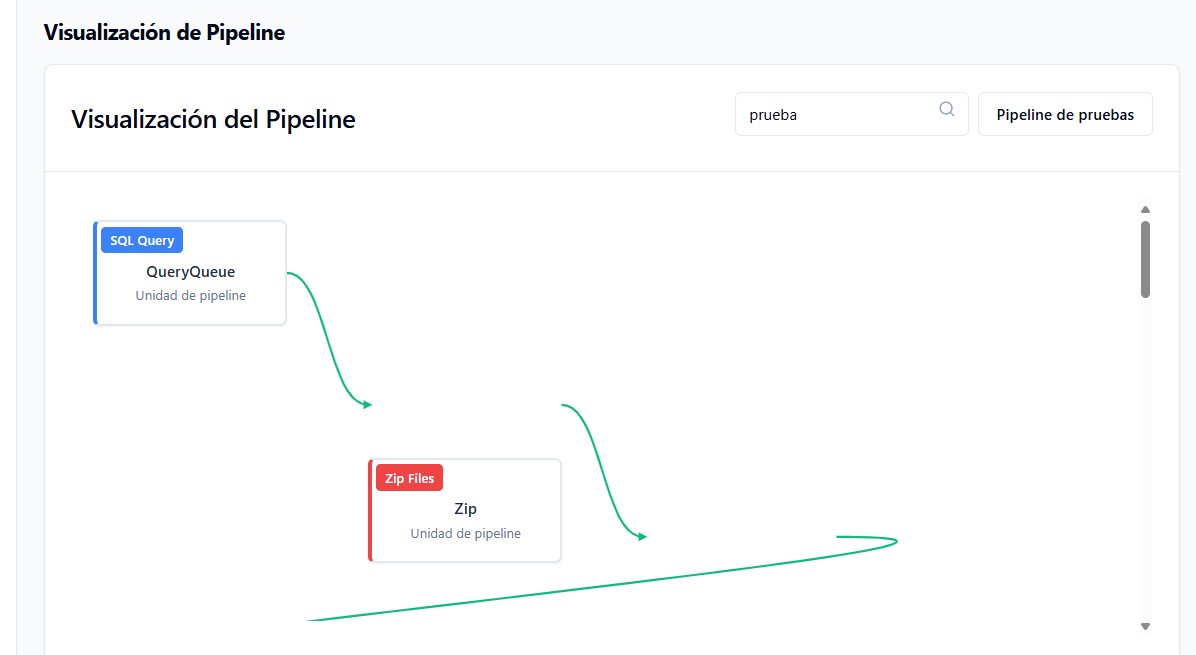 Visualización de Pipeline
Visualización del Pipeline
prueba
Pipeline de pruebas
SQL Query
QueryQueue
Unidad de pipeline
Zip Files
Zip
Unidad de pipeline